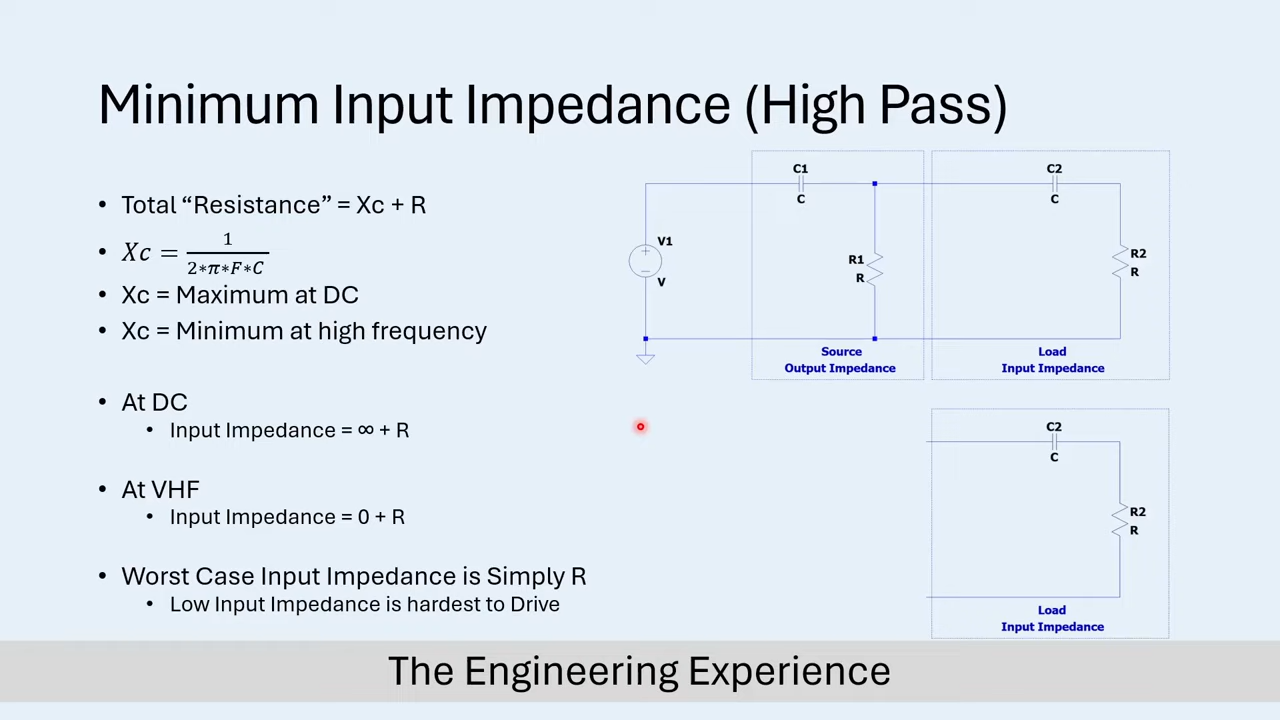 Minimum Input Impedance (High Pass)
• Total “Resistance” = Xc + R
• Xc = 1 / 2*π*F*C
• Xc = Maximum at DC
• Xc = Minimum at high frequency
• At DC
• Input Impedance = ∞ + R
• At VHF
• Input Impedance = 0 + R
• Worst Case Input Impedance is Simply R
• Low Input Impedance is hardest to Drive
C1
C
C2
C
V1
V
R1
R
R2
R
Source
Output Impedance
Load
Input Impedance
C2
C
R2
R
Load
Input Impedance
The Engineering Experience